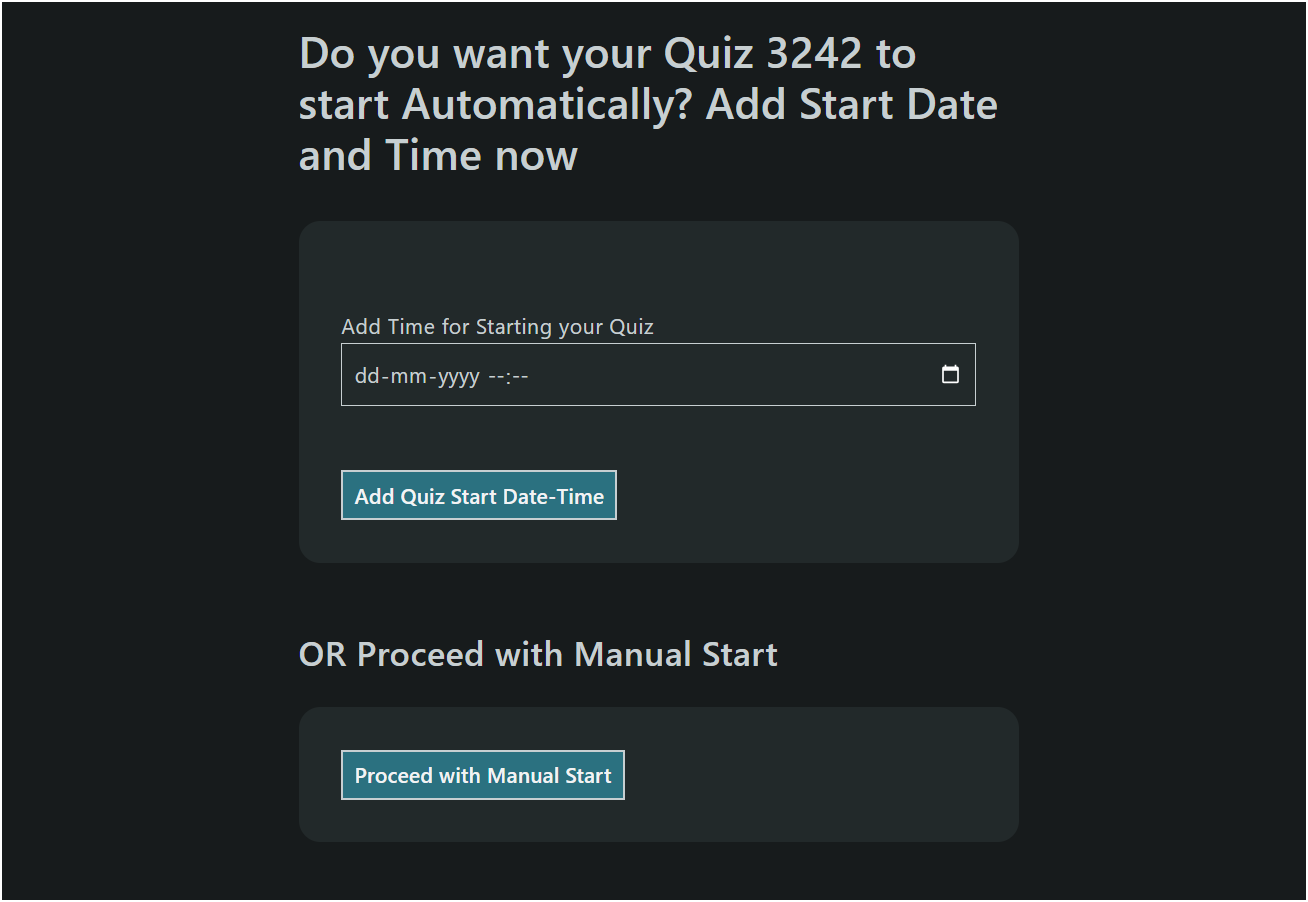 Do you want your Quiz 3242 to
start Automatically? Add Start Date
and Time now
Add Time for Starting your Quiz
dd-mm-yyyy --:--
Add Quiz Start Date-Time
OR Proceed with Manual Start
Proceed with Manual Start